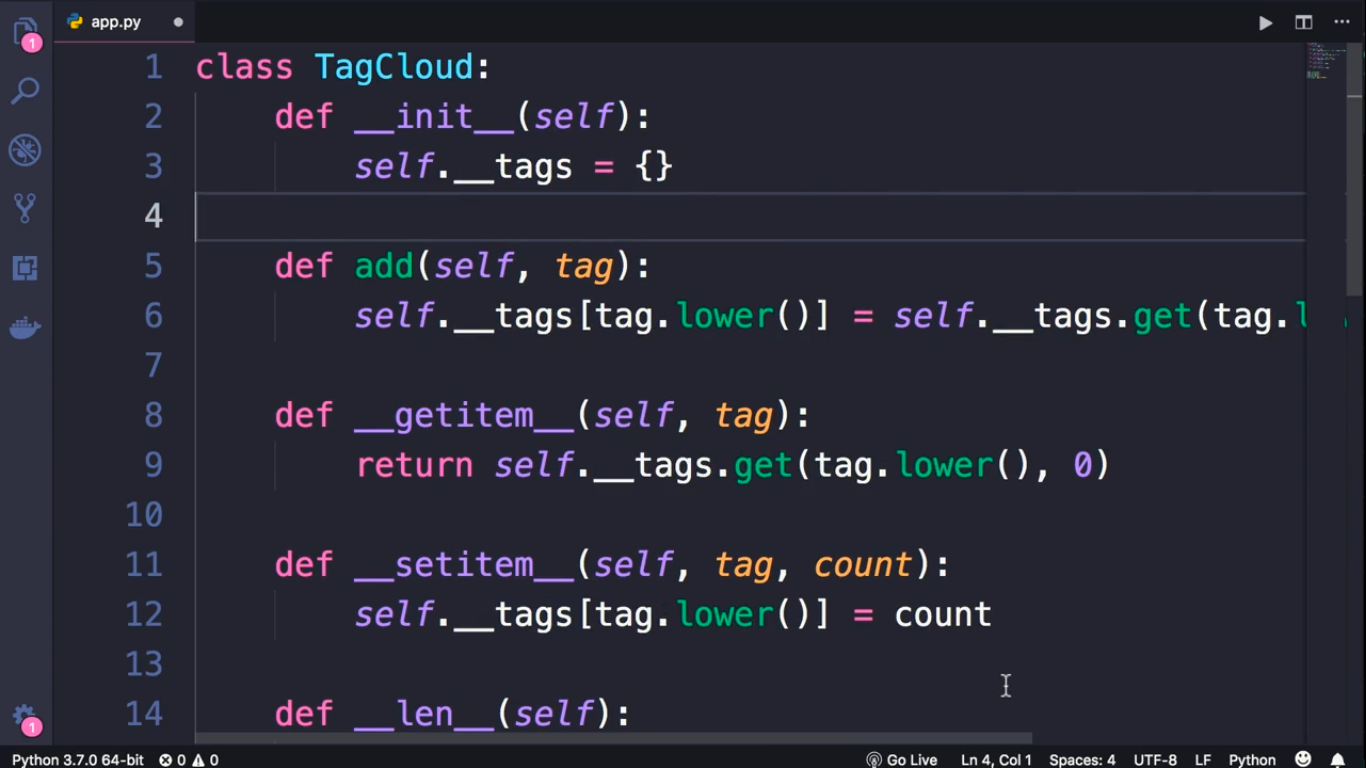 app.py
1
1 class TagCloud:
2 def __init__(self):
3 self.__tags = {}
4
5 def add(self, tag):
6 self.__tags[tag.lower()] = self.__tags.get(tag.l
7
8 def __getitem__(self, tag):
9 return self.__tags.get(tag.lower(), 0)
10
11 def __setitem__(self, tag, count):
12 self.__tags[tag.lower()] = count
13
14 def __len__(self):
1
Python 3.7.0 64-bit 0 0 Go Live Ln 4, Col 1 Spaces: 4 UTF-8 LF Python